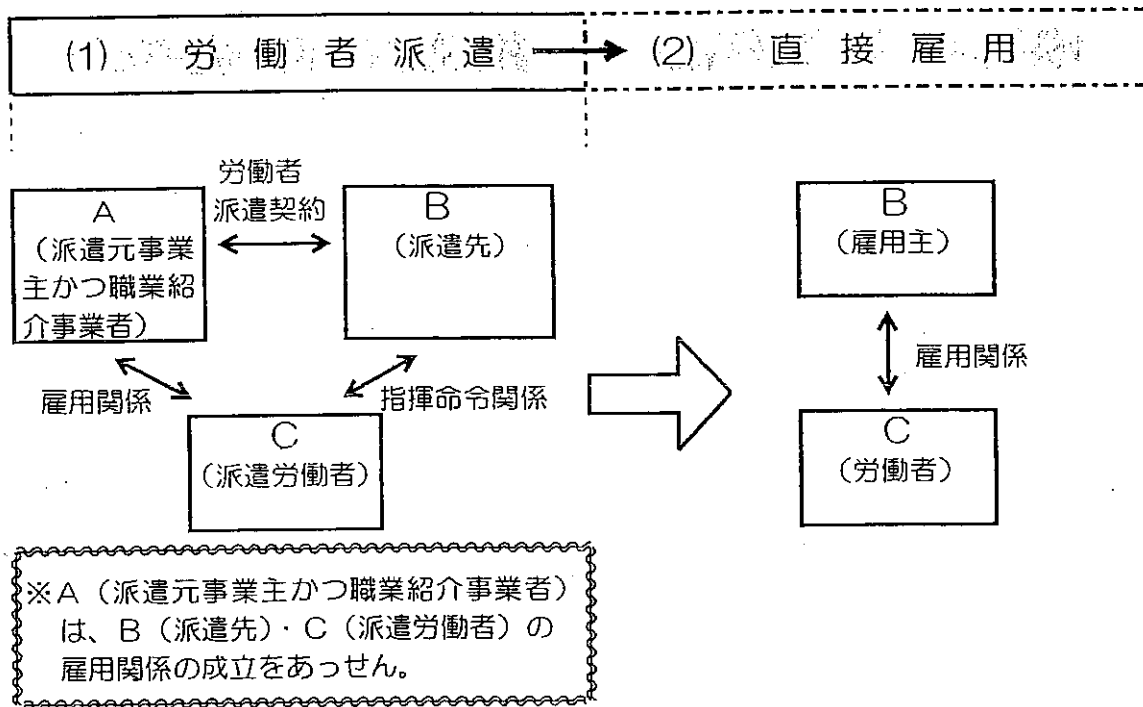 (1) 労働者派遣
(2) 直接雇用
労働者
派遣契約
A
(派遣元事業
主かつ職業紹
介事業者)
B
(派遣先)
雇用関係
指揮命令関係
C
(派遣労働者)
B
(雇用主)
雇用関係
C
(労働者)
※A(派遣元事業主かつ職業紹介事業者)
は、B(派遣先)・C(派遣労働者)の
雇用関係の成立をあっせん。